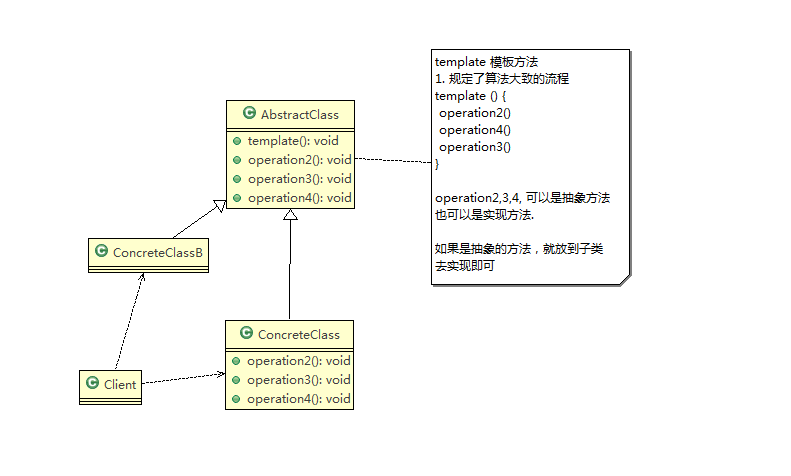 template 模板方法
1. 规定了算法大致的流程
template () {
operation2()
operation4()
operation3()
}
operation2,3,4, 可以是抽象方法
也可以是实现方法.
如果是抽象的方法，就放到子类
去实现即可
C AbstractClass
template(): void
operation2(): void
operation3(): void
operation4(): void
C ConcreteClassB
C ConcreteClass
operation2(): void
operation3(): void
operation4(): void
C Client